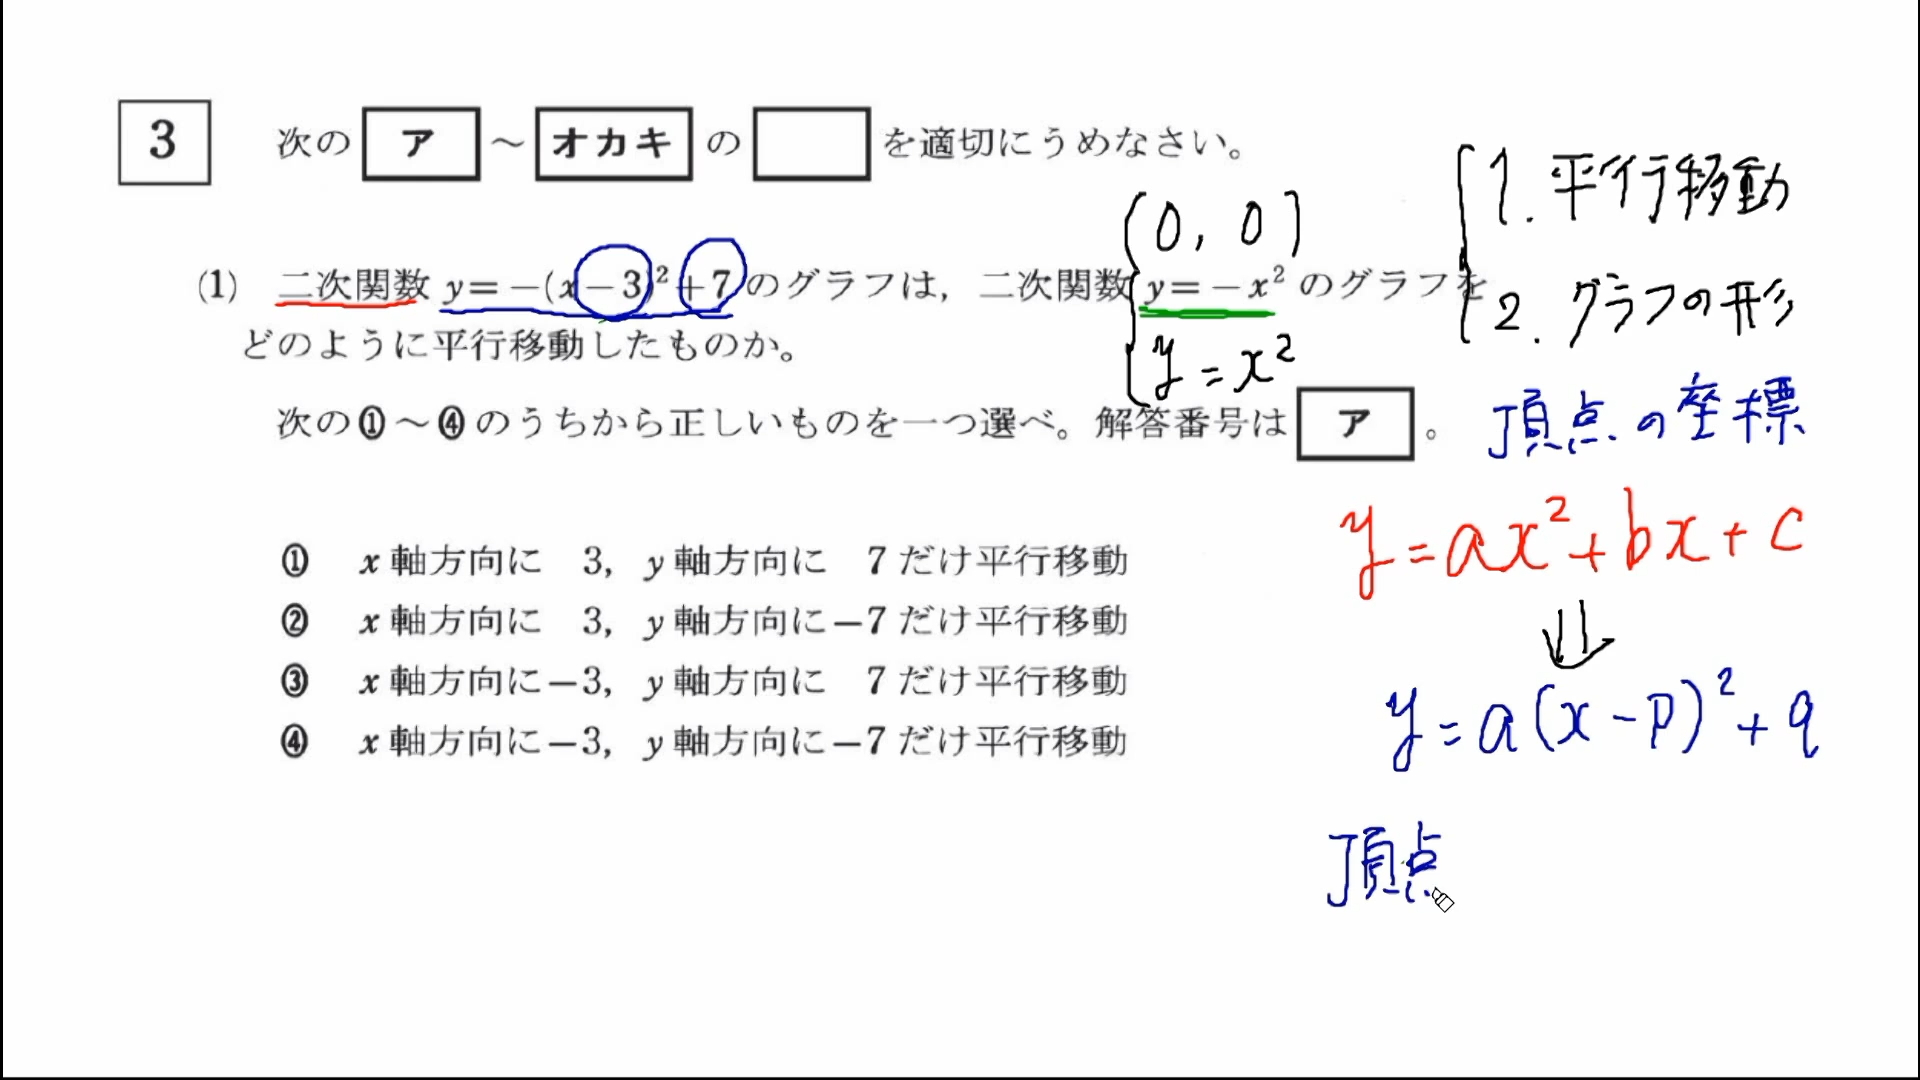 3 次の ア ～ オカキ の を適切にうめなさい。
(1) 二次関数 y=-(x-3)²+7 のグラフは, 二次関数 y=-x² のグラフを
どのように平行移動したものか。
次の①～④のうちから正しいものを一つ選べ。解答番号は ア 。
① x軸方向に 3, y軸方向に 7だけ平行移動
② x軸方向に 3, y軸方向に-7だけ平行移動
③ x軸方向に-3, y軸方向に 7だけ平行移動
④ x軸方向に-3, y軸方向に-7だけ平行移動
(0, 0)
y=x²
1. 平行移動
2. グラフの形
頂点の座標
y=ax²+bx+c
⇓
y=a(x-p)²+q
頂点